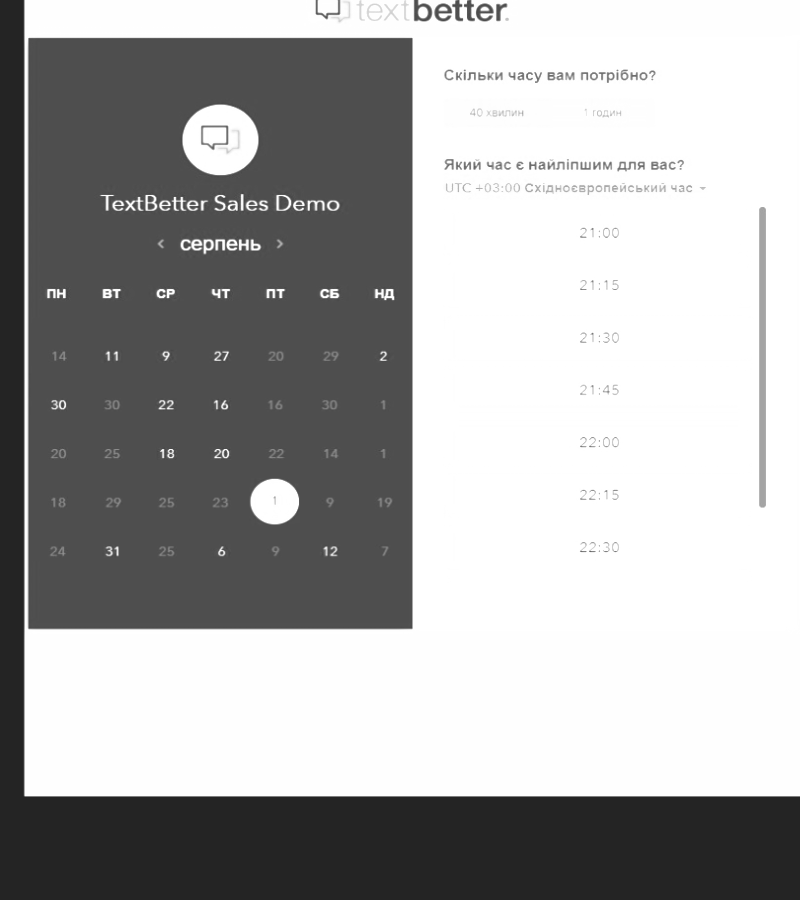 textbetter.
TextBetter Sales Demo
серпень
ПН ВТ СР ЧТ ПТ СБ НД
14 11 9 27 20 29 2
30 30 22 16 16 30 1
20 25 18 20 22 14 1
18 29 25 23 1 9 19
24 31 25 6 9 12 7
Скільки часу вам потрібно?
40 хвилин 1 годин
Який час є найліпшим для вас?
UTC +03:00 Східноєвропейський час
21:00
21:15
21:30
21:45
22:00
22:15
22:30